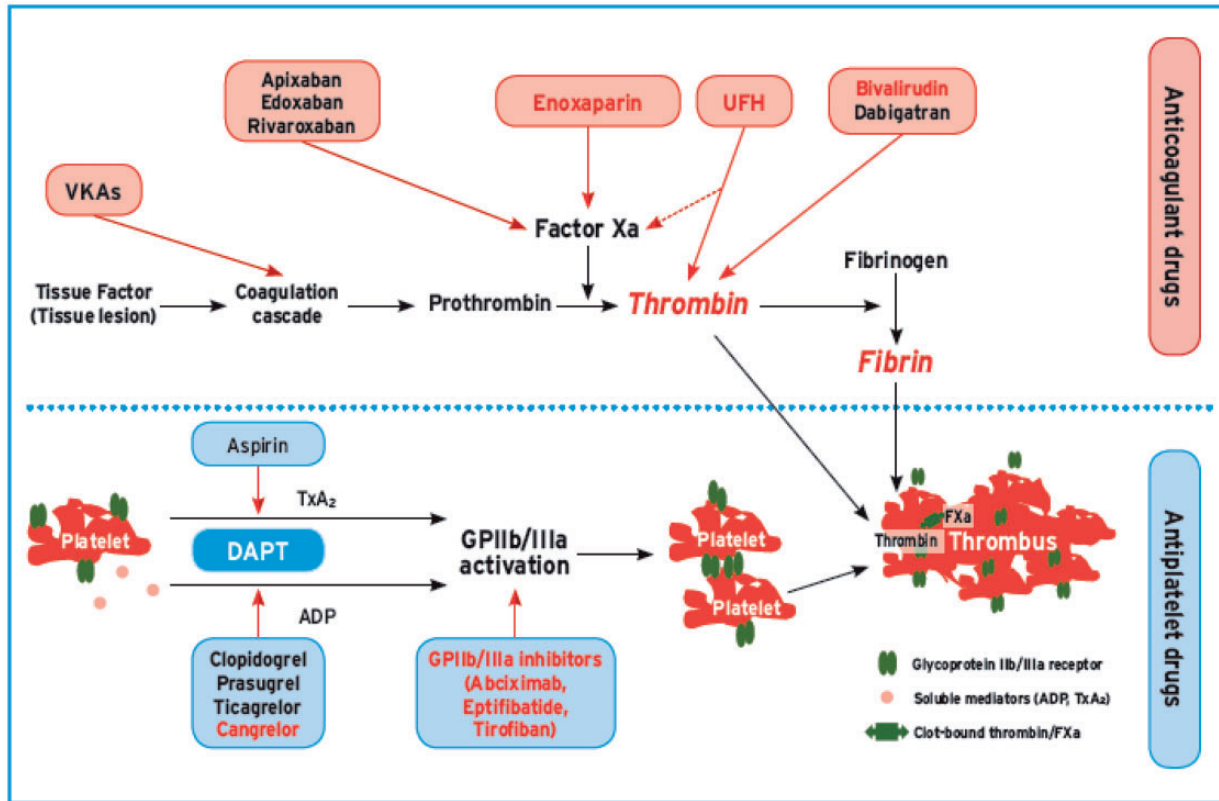 Apixaban
Edoxaban
Rivaroxaban
Enoxaparin
UFH
Bivalirudin
Dabigatran
Anticoagulant drugs
VKAs
Factor Xa
Fibrinogen
Tissue Factor
(Tissue lesion)
Coagulation
cascade
Prothrombin
Thrombin
Fibrin
Aspirin
TxA₂
Platelet
DAPT
GPIIb/IIIa
activation
Platelet
Platelet
FXa
Thrombin
Thrombus
ADP
Clopidogrel
Prasugrel
Ticagrelor
Cangrelor
GPIIb/IIIa inhibitors
(Abciximab,
Eptifibatide,
Tirofiban)
Glycoprotein IIb/IIIa receptor
Soluble mediators (ADP, TxA₂)
Clot-bound thrombin/FXa
Antiplatelet drugs